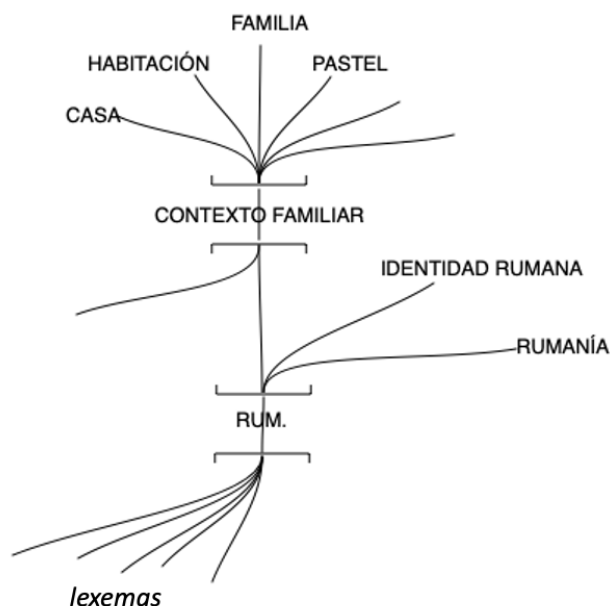 FAMILIA
HABITACIÓN
PASTEL
CASA
CONTEXTO FAMILIAR
IDENTIDAD RUMANA
RUMANÍA
RUM.
lexemas